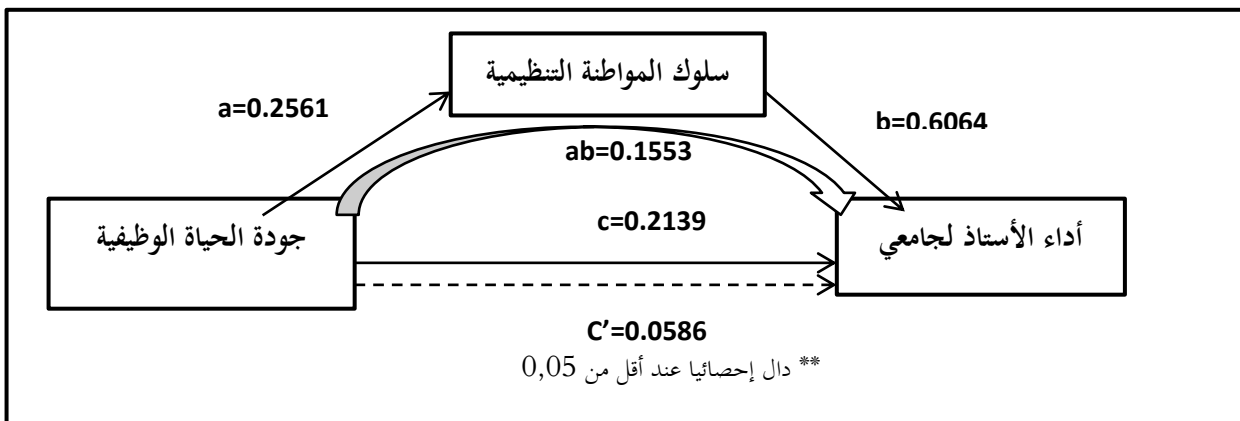 سلوك المواطنة التنظيمية
a=0.2561
b=0.6064
ab=0.1553
c=0.2139
جودة الحياة الوظيفية
أداء الأستاذ لجامعي
C’=0.0586
** دال إحصائيا عند أقل من 0,05